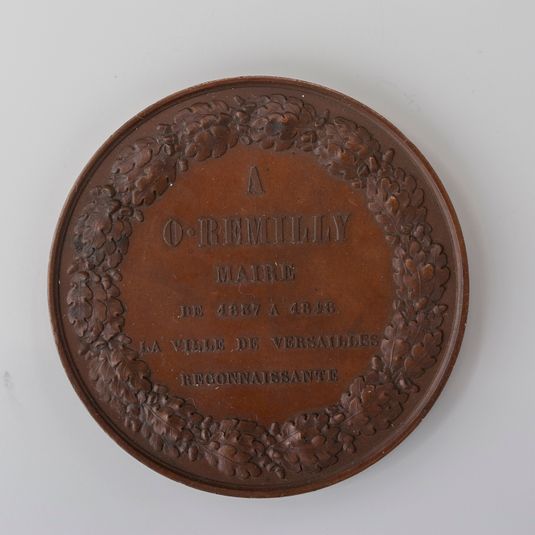 A
O·REMILLY
MAIRE
DE 1837 A 1848
LA VILLE DE VERSAILLES
RECONNAISSANTE